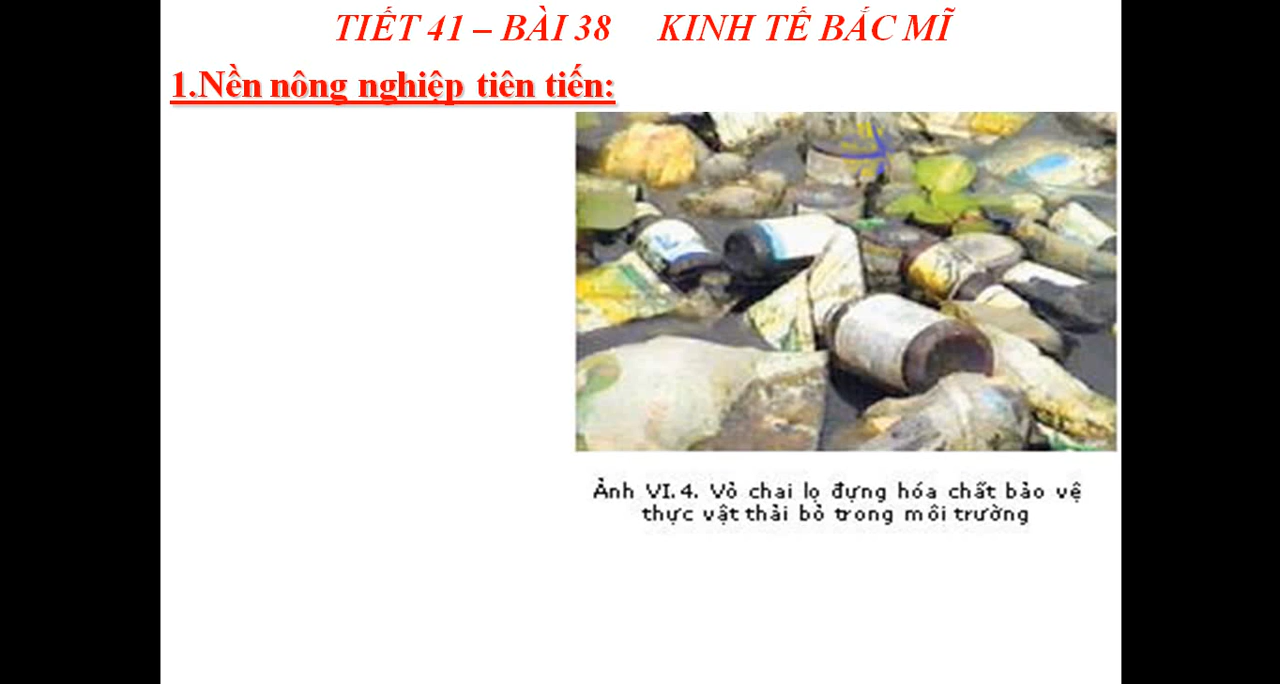 TIẾT 41 – BÀI 38 KINH TẾ BẮC MĨ
1.Nền nông nghiệp tiên tiến:
Ảnh VI.4. Vỏ chai lọ đựng hóa chất bảo vệ
thực vật thải bỏ trong môi trường